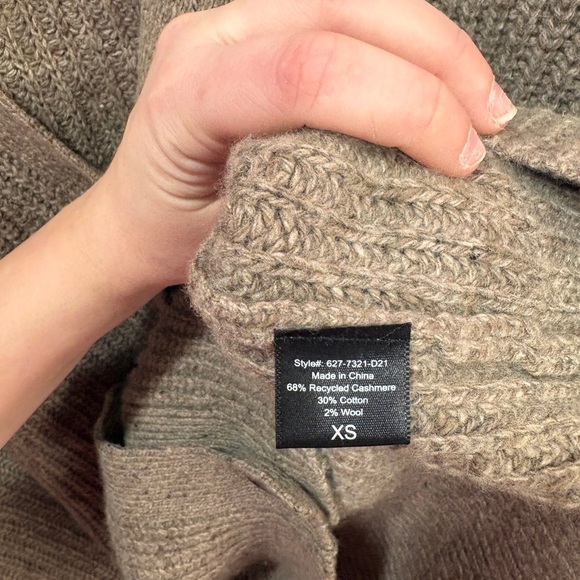 Style#: 627-7321-D21
Made in China
68% Recycled Cashmere
30% Cotton
2% Wool
XS